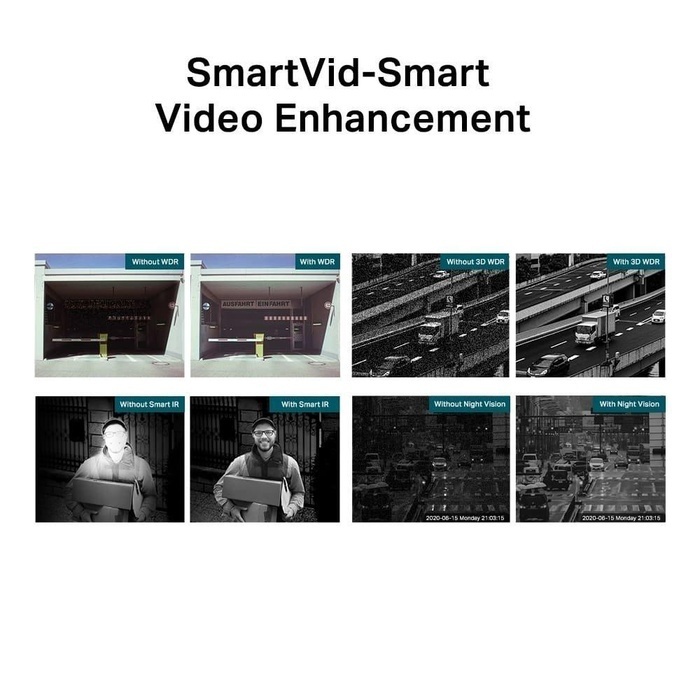 SmartVid-Smart
Video Enhancement
Without WDR
With WDR
Without 3D WDR
With 3D WDR
AUSFAHRT EINFAHRT
Without Smart IR
With Smart IR
Without Night Vision
With Night Vision
2020-06-15 Monday 21:03:15
2020-06-15 Monday 21:03:15